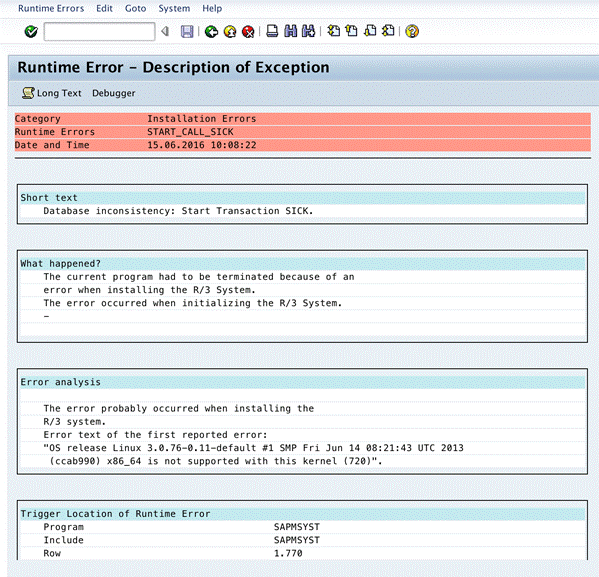 Runtime Errors Edit Goto System Help
Runtime Error - Description of Exception
Long Text Debugger
Category Installation Errors
Runtime Errors START_CALL_SICK
Date and Time 15.06.2016 10:08:22
Short text
Database inconsistency: Start Transaction SICK.
What happened?
The current program had to be terminated because of an
error when installing the R/3 System.
The error occurred when initializing the R/3 System.
-
Error analysis
The error probably occurred when installing the
R/3 system.
Error text of the first reported error:
"OS release Linux 3.0.76-0.11-default #1 SMP Fri Jun 14 08:21:43 UTC 2013
(ccab990) x86_64 is not supported with this kernel (720)".
Trigger Location of Runtime Error
Program SAPMSYST
Include SAPMSYST
Row 1.770